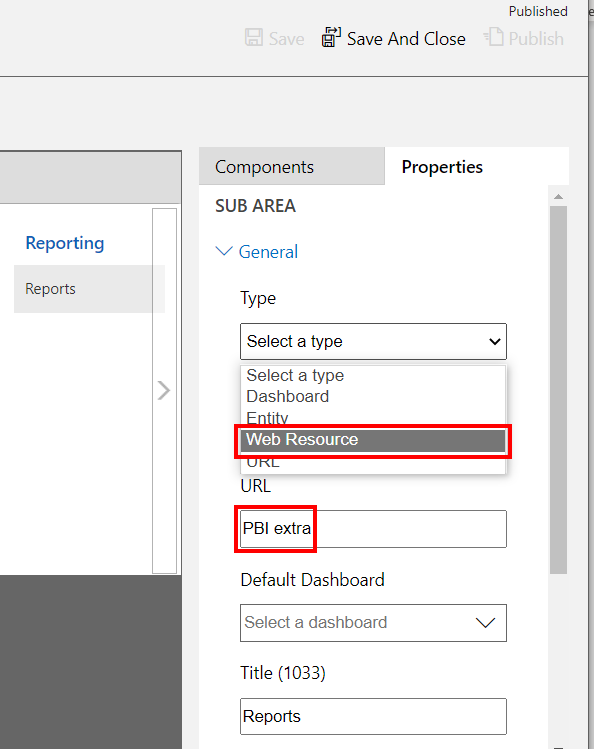 Published
Save
Save And Close
Publish
Components
Properties
SUB AREA
Reporting
General
Reports
Type
Select a type
Select a type
Dashboard
Entity
Web Resource
URL
URL
PBI extra
Default Dashboard
Select a dashboard
Title (1033)
Reports